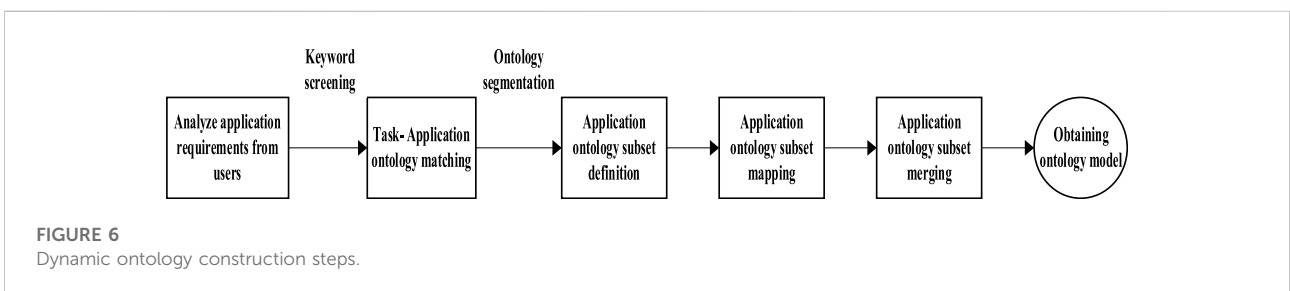 Keyword
screening
Ontology
segmentation
Analyze application
requirements from
users
Task- Application
ontology matching
Application
ontology subset
definition
Application
ontology subset
mapping
Application
ontology subset
merging
Obtaining
ontology model
FIGURE 6
Dynamic ontology construction steps.